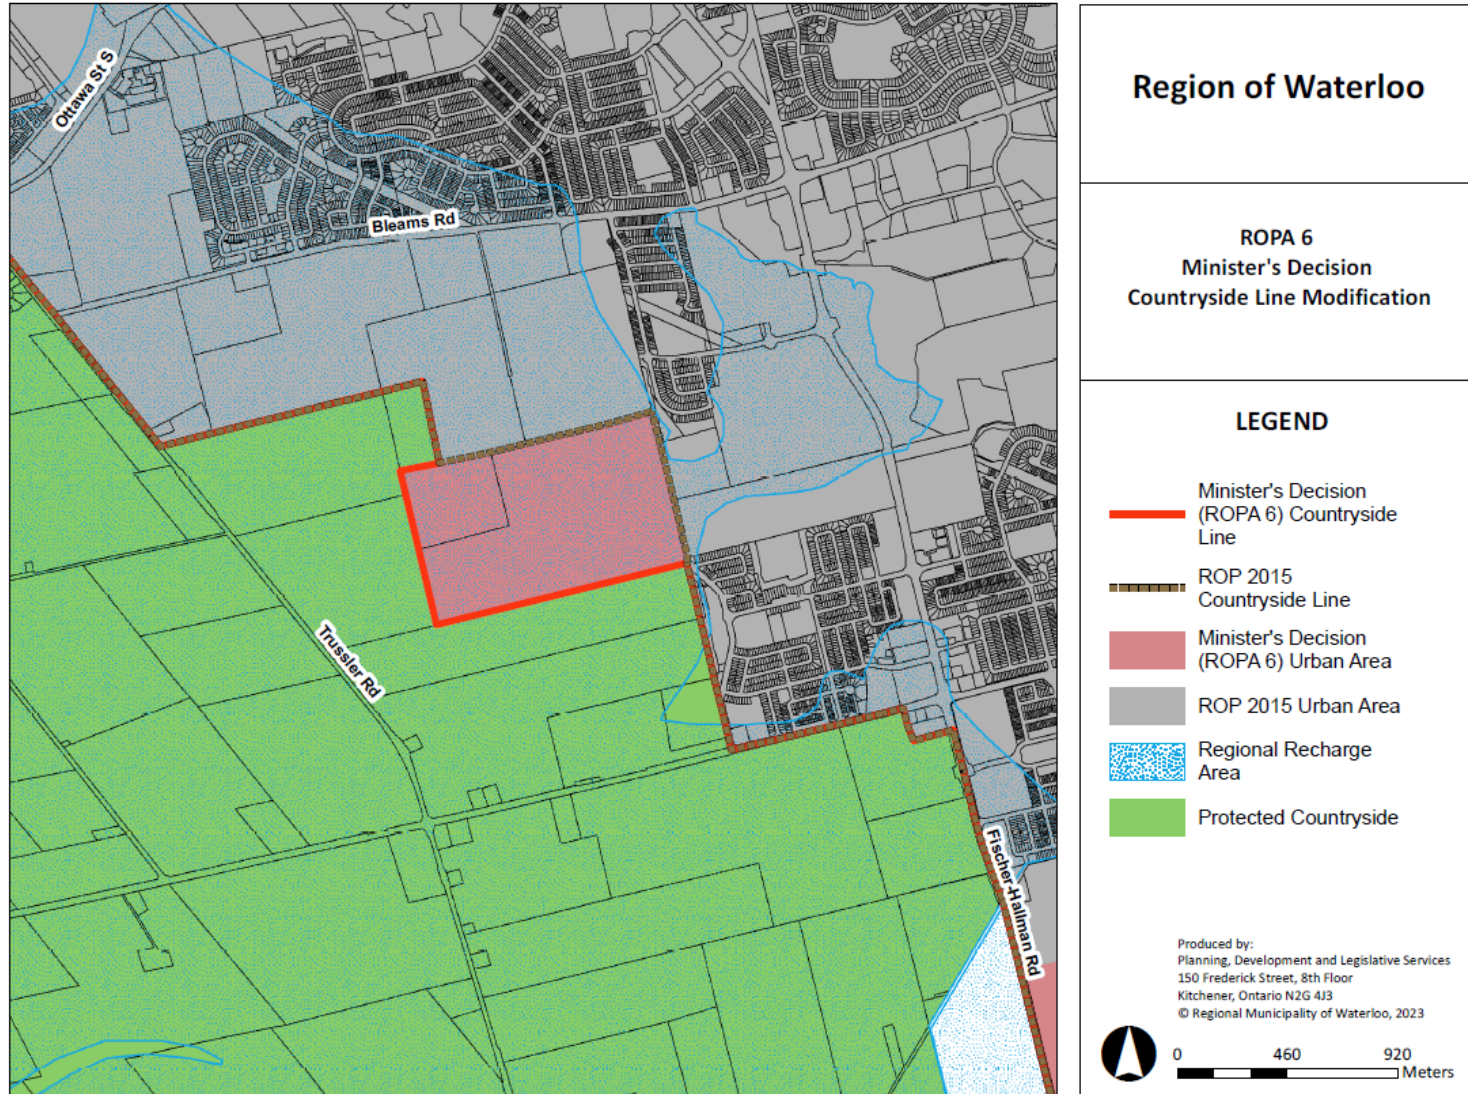 Ottawa St S
Bleams Rd
Trussler Rd
Fischer-Hallman Rd
Region of Waterloo
ROPA 6
Minister's Decision
Countryside Line Modification
LEGEND
Minister's Decision
(ROPA 6) Countryside
Line
ROP 2015
Countryside Line
Minister's Decision
(ROPA 6) Urban Area
ROP 2015 Urban Area
Regional Recharge
Area
Protected Countryside
Produced by:
Planning, Development and Legislative Services
150 Frederick Street, 8th Floor
Kitchener, Ontario N2G 4J3
© Regional Municipality of Waterloo, 2023
0 460 920
Meters